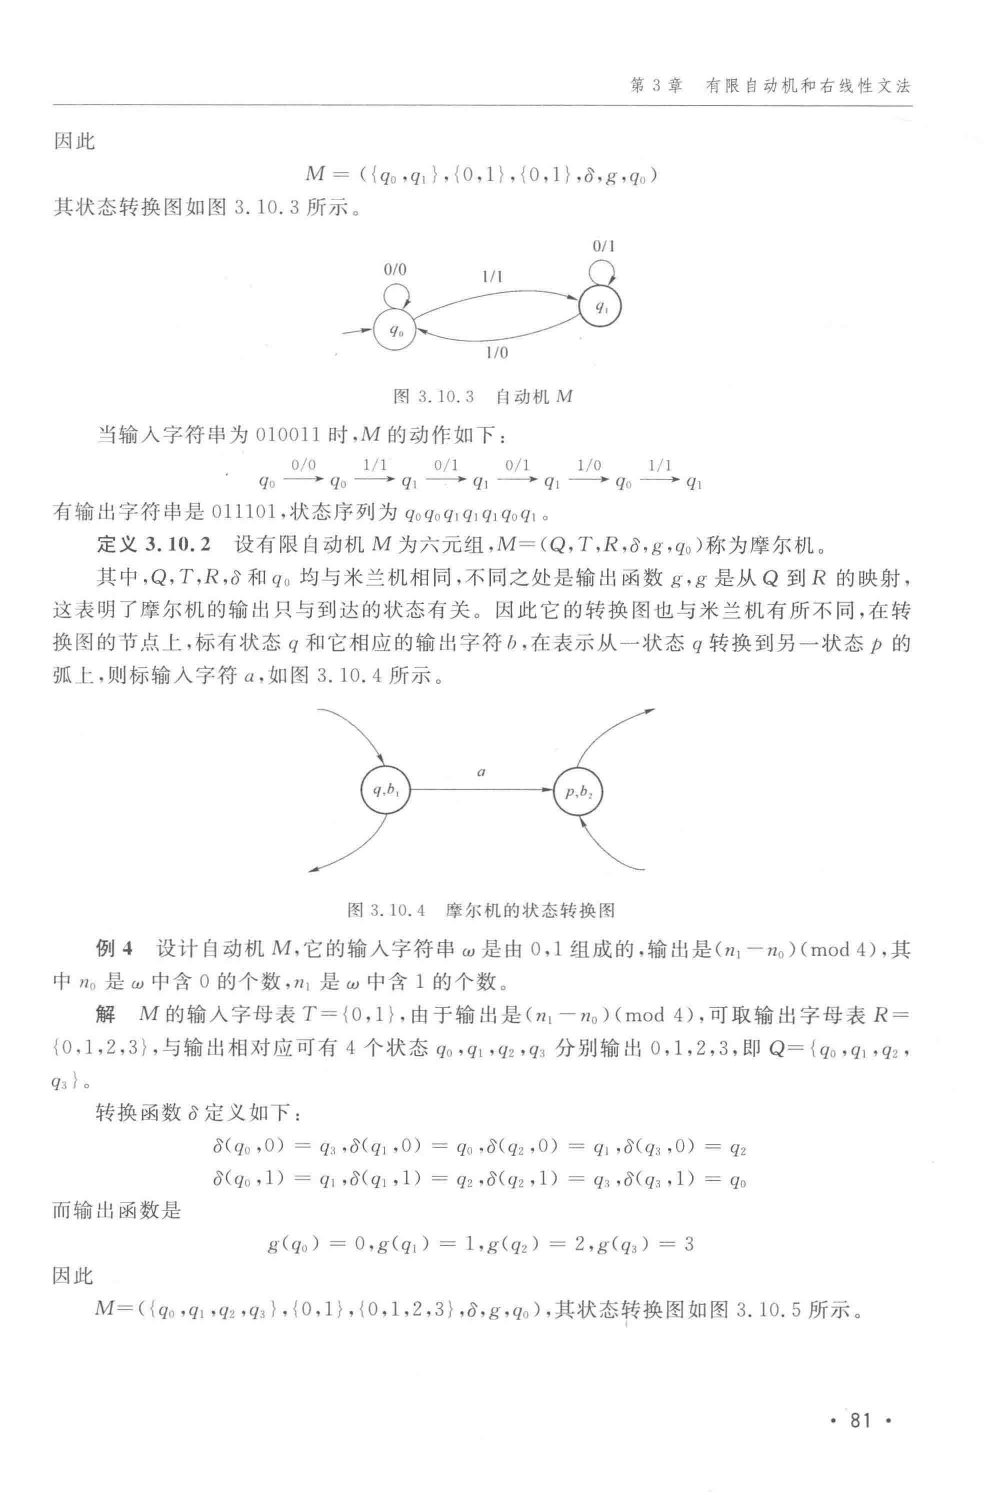 第3章 有限自动机和右线性文法
因此
M = ({q₀,q₁},{0,1},{0,1},δ,g,q₀)
其状态转换图如图 3.10.3 所示。
0/1
0/0
1/1
q₁
q₀
1/0
图 3.10.3 自动机 M
当输入字符串为 010011 时,M 的动作如下:
0/0 1/1 0/1 0/1 1/0 1/1
q₀ → q₀ → q₁ → q₁ → q₁ → q₀ → q₁
有输出字符串是 011101,状态序列为 q₀q₀q₁q₁q₁q₀q₁。
定义 3.10.2 设有限自动机 M 为六元组,M=(Q,T,R,δ,g,q₀)称为摩尔机。
其中,Q,T,R,δ 和 q₀ 均与米兰机相同,不同之处是输出函数 g,g 是从 Q 到 R 的映射,
这表明了摩尔机的输出只与到达的状态有关。因此它的转换图也与米兰机有所不同,在转
换图的节点上,标有状态 q 和它相应的输出字符 b,在表示从一状态 q 转换到另一状态 p 的
弧上,则标输入字符 a,如图 3.10.4 所示。
a
q,b₁ p,b₂
图 3.10.4 摩尔机的状态转换图
例 4 设计自动机 M,它的输入字符串 ω 是由 0,1 组成的,输出是(n₁−n₀)(mod 4),其
中 n₀ 是 ω 中含 0 的个数,n₁ 是 ω 中含 1 的个数。
解 M 的输入字母表 T={0,1},由于输出是(n₁−n₀)(mod 4),可取输出字母表 R=
{0,1,2,3},与输出相对应可有 4 个状态 q₀,q₁,q₂,q₃ 分别输出 0,1,2,3,即 Q={q₀,q₁,q₂,
q₃}。
转换函数 δ 定义如下:
δ(q₀,0) = q₃,δ(q₁,0) = q₀,δ(q₂,0) = q₁,δ(q₃,0) = q₂
δ(q₀,1) = q₁,δ(q₁,1) = q₂,δ(q₂,1) = q₃,δ(q₃,1) = q₀
而输出函数是
g(q₀) = 0,g(q₁) = 1,g(q₂) = 2,g(q₃) = 3
因此
M=({q₀,q₁,q₂,q₃},{0,1},{0,1,2,3},δ,g,q₀),其状态转换图如图 3.10.5 所示。
· 81 ·